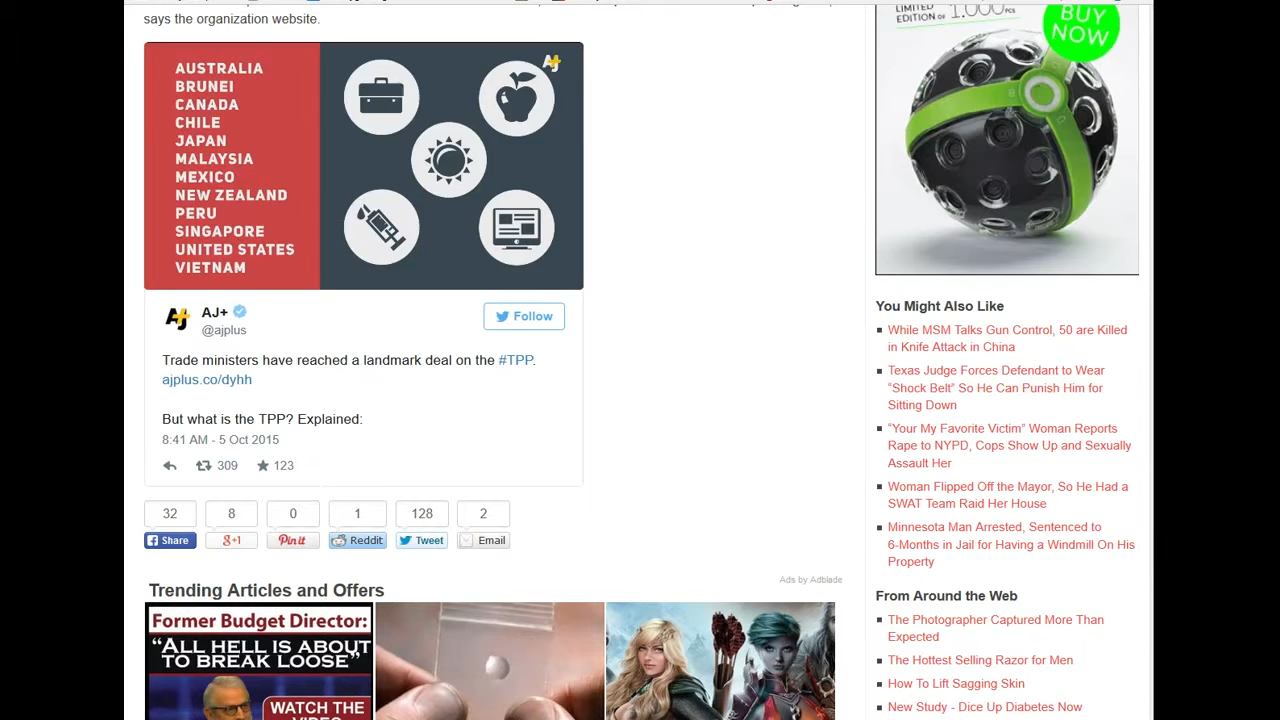 says the organization website.
AUSTRALIA
BRUNEI
CANADA
CHILE
JAPAN
MALAYSIA
MEXICO
NEW ZEALAND
PERU
SINGAPORE
UNITED STATES
VIETNAM
AJ+
@ajplus
Follow
Trade ministers have reached a landmark deal on the #TPP.
ajplus.co/dyhh
But what is the TPP? Explained:
8:41 AM - 5 Oct 2015
309 123
32 8 0 1 128 2
Share +1 Pin it Reddit Tweet Email
Ads by Adblade
Trending Articles and Offers
Former Budget Director:
“ALL HELL IS ABOUT
TO BREAK LOOSE”
WATCH THE
VIDEO
LIMITED
EDITION OF 1.000 PCS
BUY
NOW
You Might Also Like
While MSM Talks Gun Control, 50 are Killed
in Knife Attack in China
Texas Judge Forces Defendant to Wear
“Shock Belt” So He Can Punish Him for
Sitting Down
“Your My Favorite Victim” Woman Reports
Rape to NYPD, Cops Show Up and Sexually
Assault Her
Woman Flipped Off the Mayor, So He Had a
SWAT Team Raid Her House
Minnesota Man Arrested, Sentenced to
6-Months in Jail for Having a Windmill On His
Property
From Around the Web
The Photographer Captured More Than
Expected
The Hottest Selling Razor for Men
How To Lift Sagging Skin
New Study - Dice Up Diabetes Now